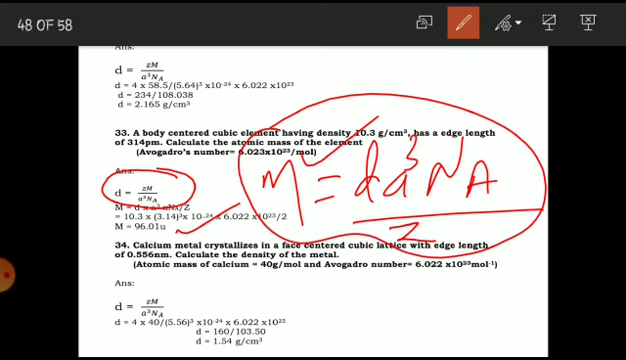 48 OF 58
Ans:
d = zM/a³N_A
d = 4 x 58.5/(5.64)³ x10⁻²⁴ x 6.022 x10²³
d = 234/108.038
d = 2.165 g/cm³
33. A body centered cubic element having density 10.3 g/cm³, has a edge length
of 314pm. Calculate the atomic mass of the element
(Avogadro's number= 6.023x10²³/mol)
Ans:
d = zM/a³N_A
M = d x a³ xN_A/Z
= 10.3 x (3.14)³x 10⁻²⁴ x 6.022 x10²³/2
M = 96.01u
M = da³N_A/Z
34. Calcium metal crystallizes in a face centered cubic lattice with edge length
of 0.556nm. Calculate the density of the metal.
(Atomic mass of calcium = 40g/mol and Avogadro number= 6.022 x10²³mol⁻¹)
Ans:
d = zM/a³N_A
d = 4 x 40/(5.56)³ x10⁻²⁴ x 6.022 x10²³
d = 160/103.50
d = 1.54 g/cm³